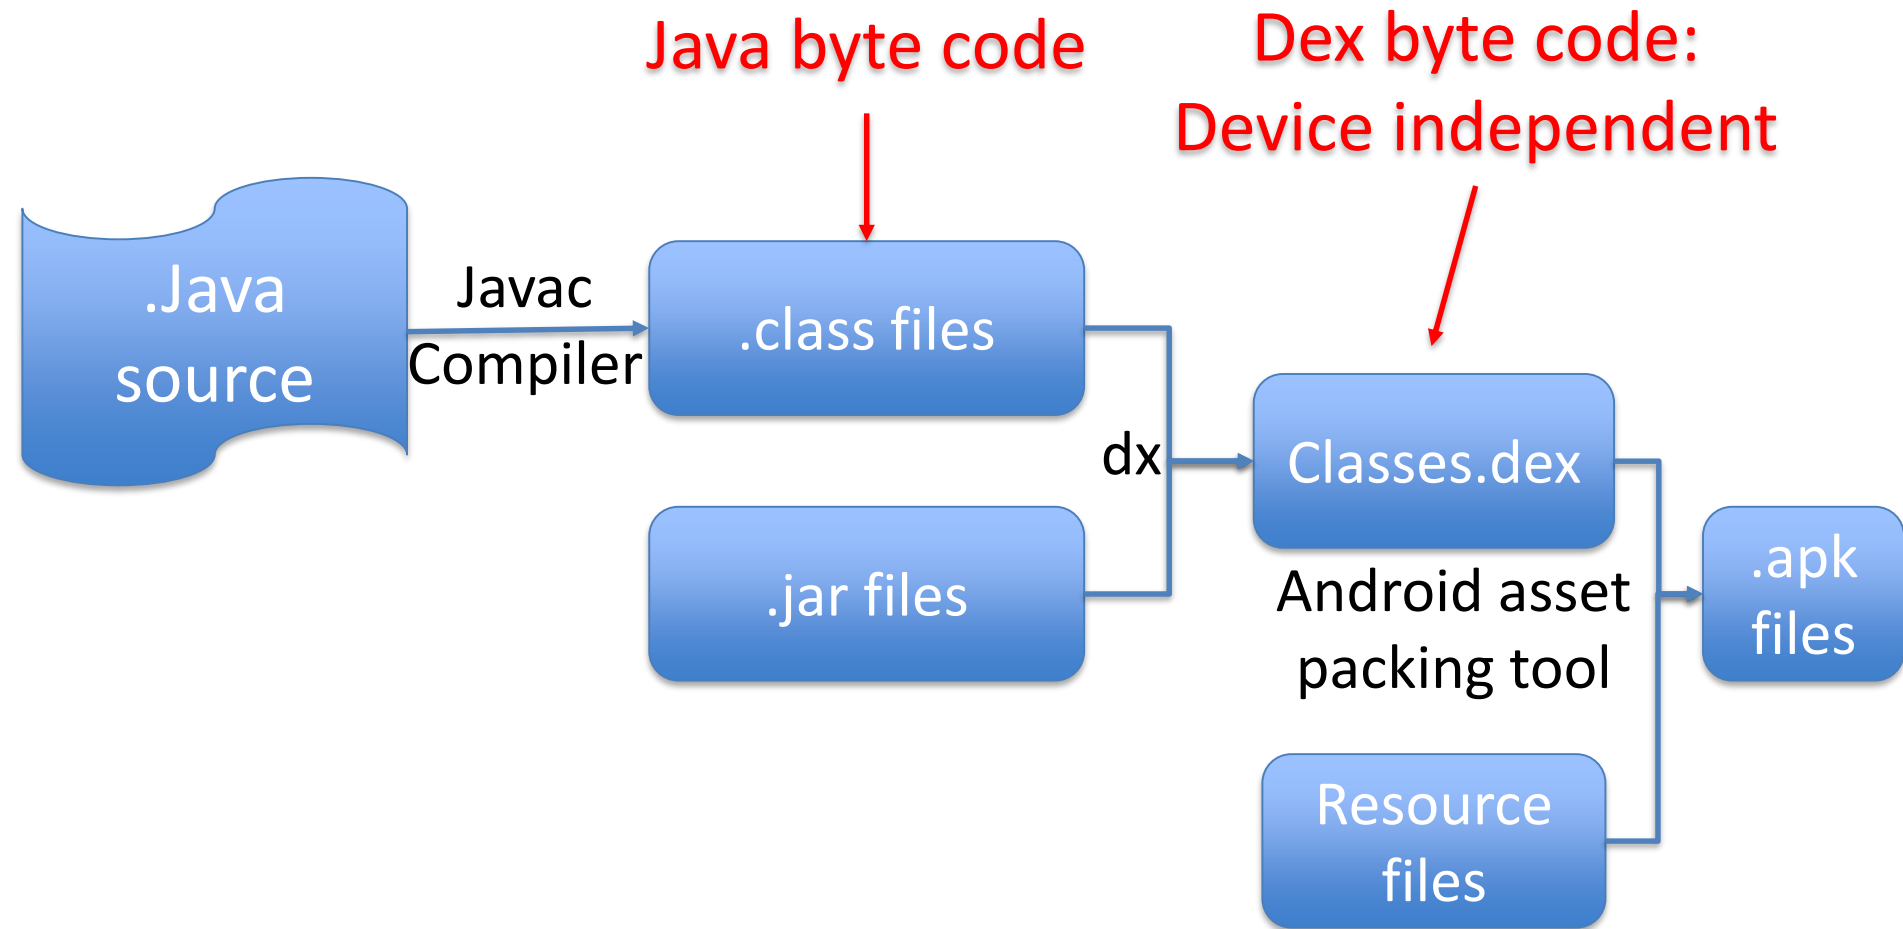 Java byte code
Dex byte code:
Device independent
.Java
source
Javac
Compiler
.class files
dx
.jar files
Classes.dex
Android asset
packing tool
.apk
files
Resource
files